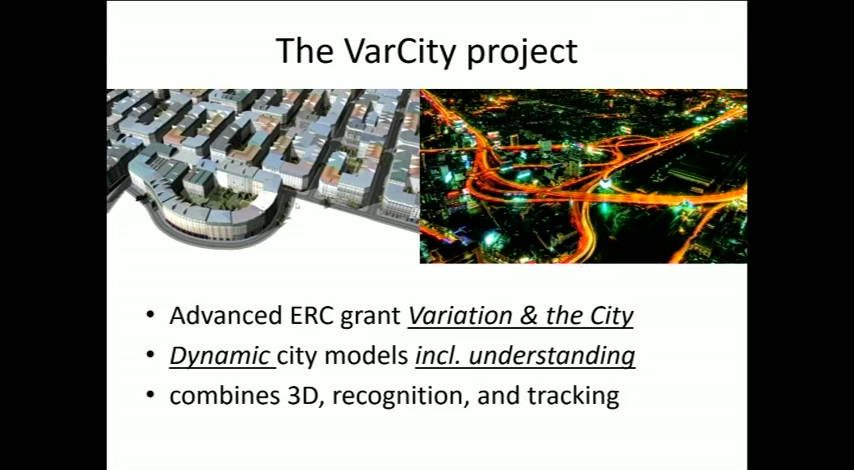 The VarCity project
• Advanced ERC grant Variation & the City
• Dynamic city models incl. understanding
• combines 3D, recognition, and tracking